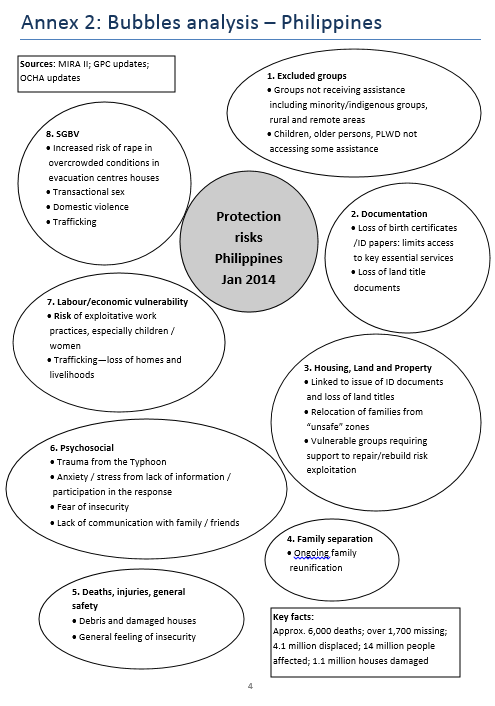 Annex 2: Bubbles analysis – Philippines
Sources: MIRA II; GPC updates;
OCHA updates
1. Excluded groups
• Groups not receiving assistance
including minority/indigenous groups,
rural and remote areas
• Children, older persons, PLWD not
accessing some assistance
8. SGBV
• Increased risk of rape in
overcrowded conditions in
evacuation centres houses
• Transactional sex
• Domestic violence
• Trafficking
Protection
risks
Philippines
Jan 2014
2. Documentation
• Loss of birth certificates
/ID papers: limits access
to key essential services
• Loss of land title
documents
7. Labour/economic vulnerability
• Risk of exploitative work
practices, especially children /
women
• Trafficking—loss of homes and
livelihoods
3. Housing, Land and Property
• Linked to issue of ID documents
and loss of land titles
• Relocation of families from
“unsafe” zones
• Vulnerable groups requiring
support to repair/rebuild risk
exploitation
6. Psychosocial
• Trauma from the Typhoon
• Anxiety / stress from lack of information /
participation in the response
• Fear of insecurity
• Lack of communication with family / friends
4. Family separation
• Ongoing family
reunification
5. Deaths, injuries, general
safety
• Debris and damaged houses
• General feeling of insecurity
Key facts:
Approx. 6,000 deaths; over 1,700 missing;
4.1 million displaced; 14 million people
affected; 1.1 million houses damaged
4